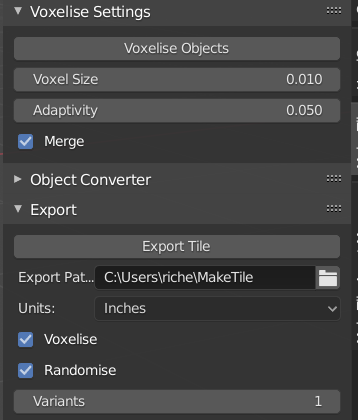 Voxelise Settings
Voxelise Objects
Voxel Size 0.010
Adaptivity 0.050
Merge
Object Converter
Export
Export Tile
Export Pat... C:\Users\riche\MakeTile
Units: Inches
Voxelise
Randomise
Variants 1